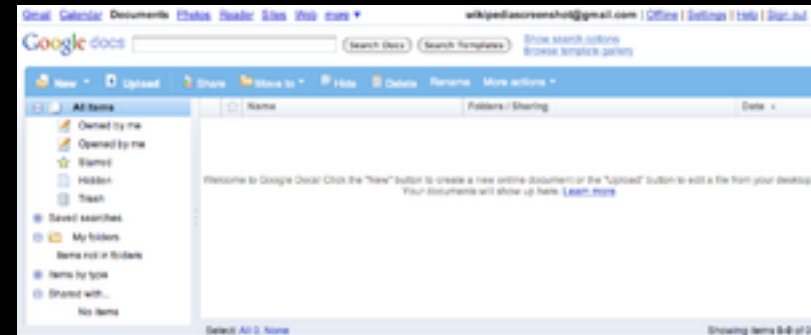 Gmail Calendar Documents Photos Reader Sites Web more ▼ wikipediascreenshot@gmail.com | Offline | Settings | Help | Sign out
Google docs Search Docs Search Templates Show search options
Browse template gallery
New Upload Share Move to Hide Delete Rename More actions
All items Name Folders / Sharing Date
Owned by me
Opened by me
Starred
Hidden
Welcome to Google Docs! Click the "New" button to create a new online document or the "Upload" button to edit a file from your desktop
Your documents will show up here. Learn more
Trash
Saved searches
My folders
Items not in folders
Items by type
Shared with...
No items
Select: All 0, None Showing items 0-0 of